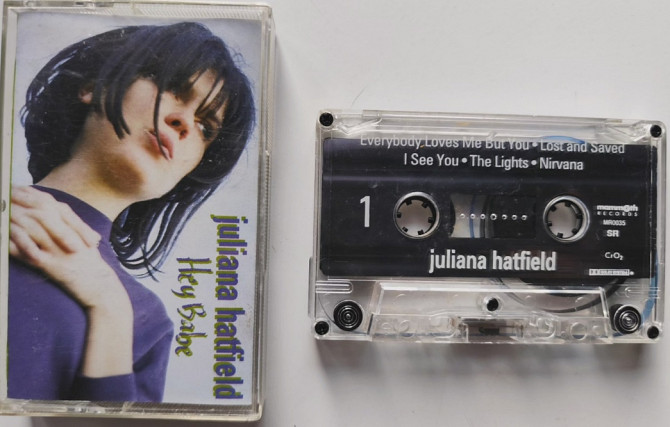 juliana hatfield
Hey Babe
Everybody Loves Me But You • Lost and Saved
I See You • The Lights • Nirvana
1
mammoth
RECORDS
MR0035
SR
CrO2
juliana hatfield